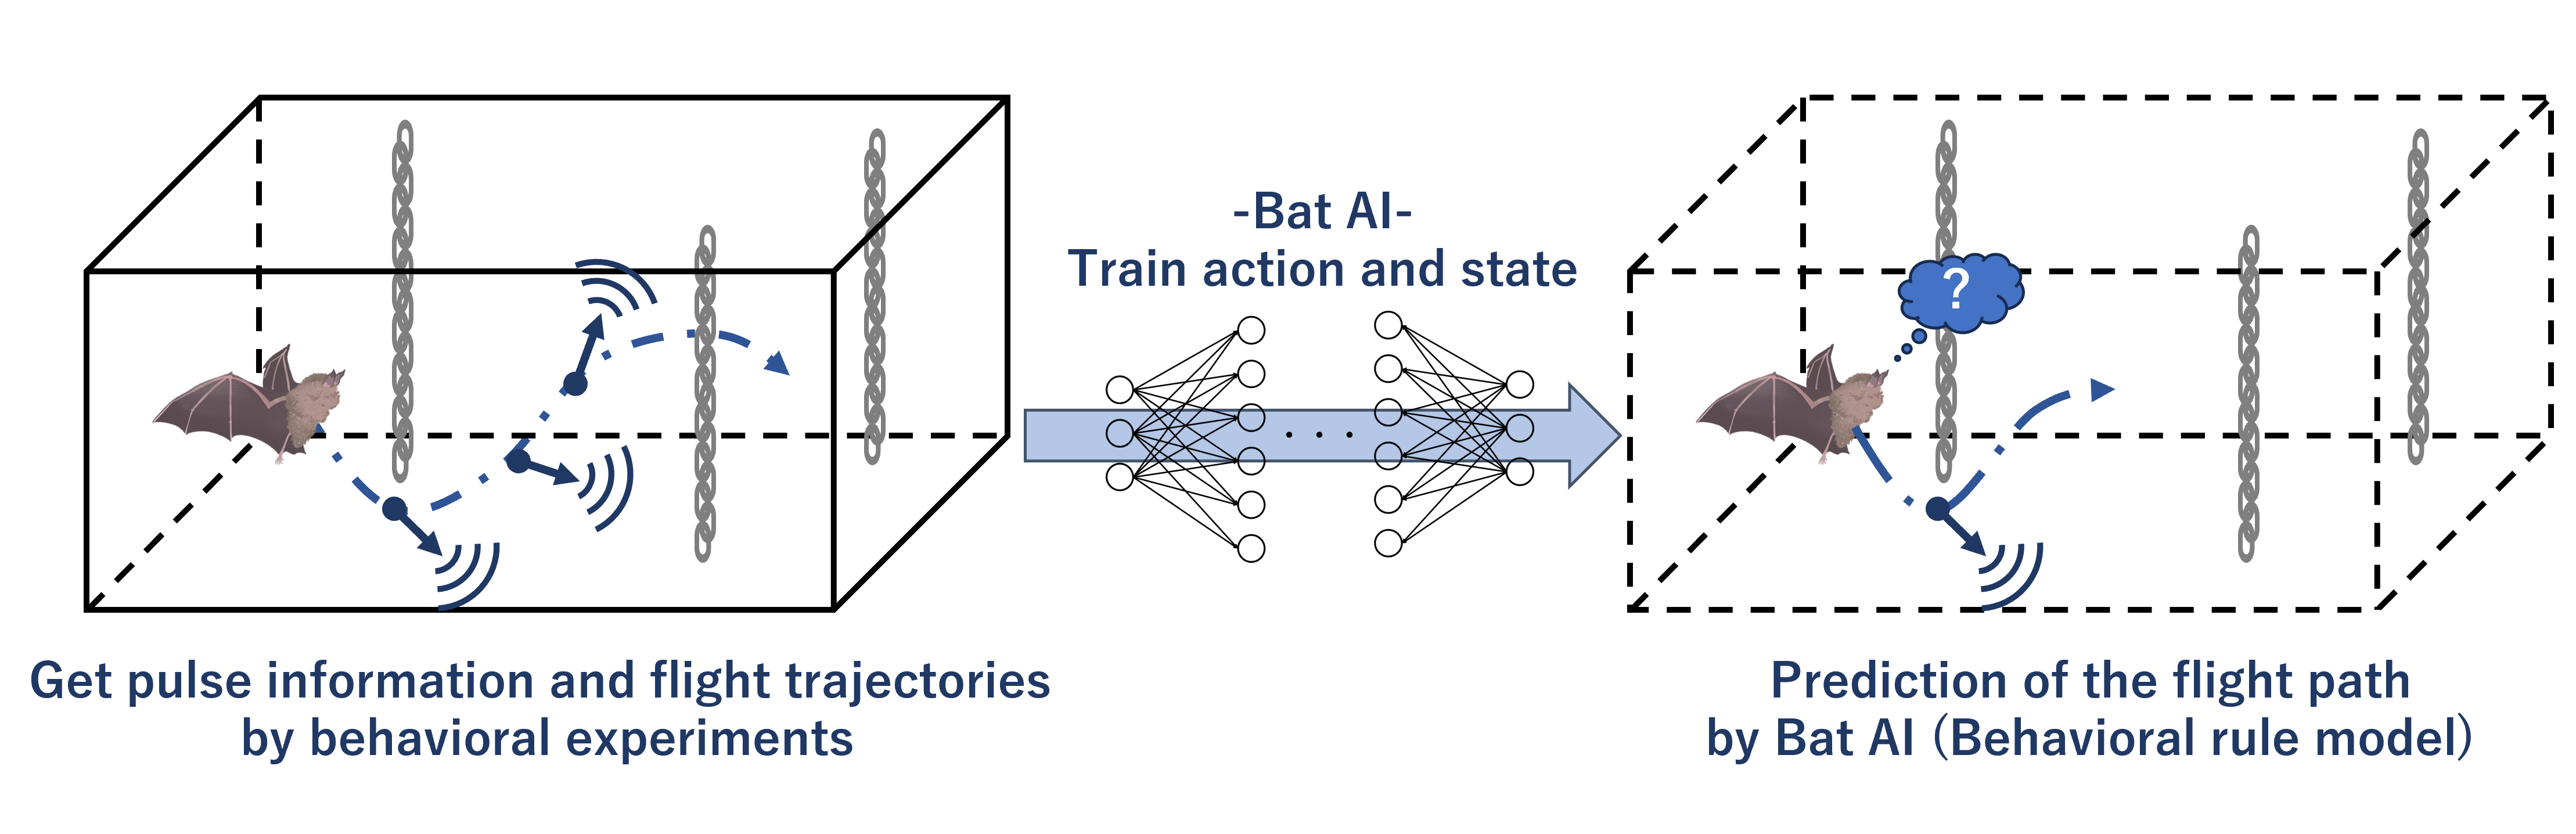 -Bat AI-
Train action and state
?
. . .
Get pulse information and flight trajectories
by behavioral experiments
Prediction of the flight path
by Bat AI (Behavioral rule model)